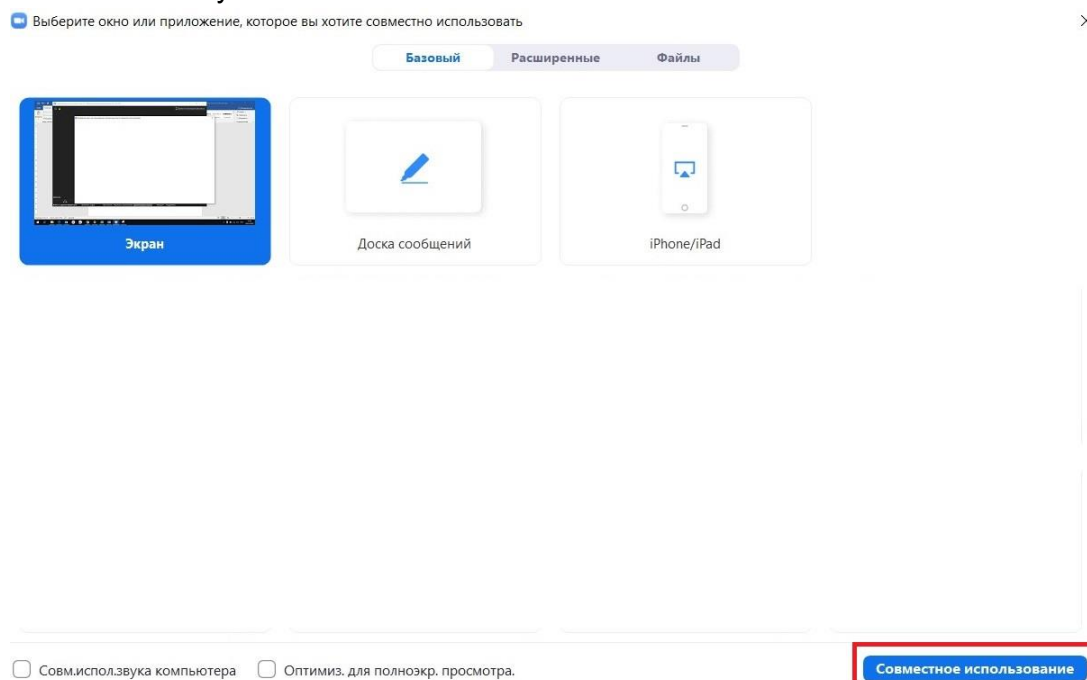 Выберите окно или приложение, которое вы хотите совместно использовать
Базовый Расширенные Файлы
Экран Доска сообщений iPhone/iPad
Совм.испол.звука компьютера Оптимиз. для полноэкр. просмотра. Совместное использование